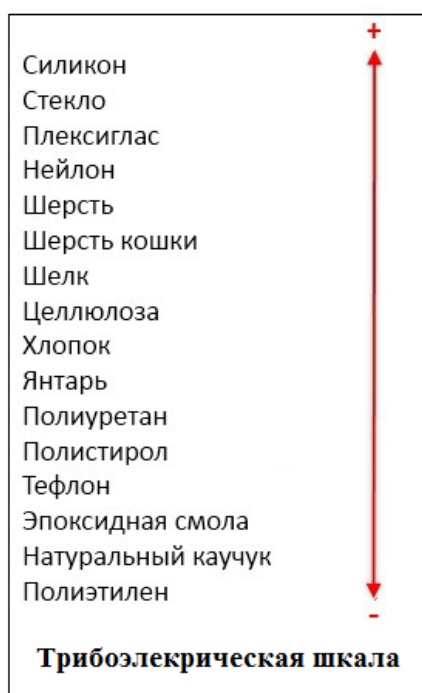 +
Силикон
Стекло
Плексиглас
Нейлон
Шерсть
Шерсть кошки
Шелк
Целлюлоза
Хлопок
Янтарь
Полиуретан
Полистирол
Тефлон
Эпоксидная смола
Натуральный каучук
Полиэтилен
-
Трибоэлекрическая шкала